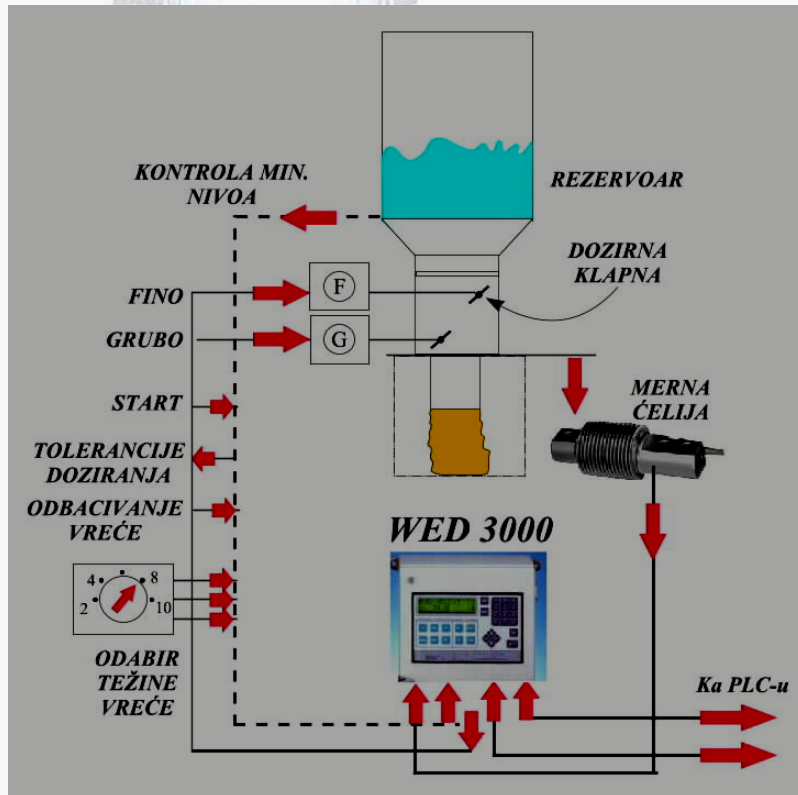 KONTROLA MIN.
NIVOA
REZERVOAR
DOZIRNA
KLAPNA
FINO
F
GRUBO
G
START
MERNA
ĆELIJA
TOLERANCIJE
DOZIRANJA
ODBACIVANJE
VREĆE
WED 3000
4
8
2
10
ODABIR
TEŽINE
VREĆE
Ka PLC-u